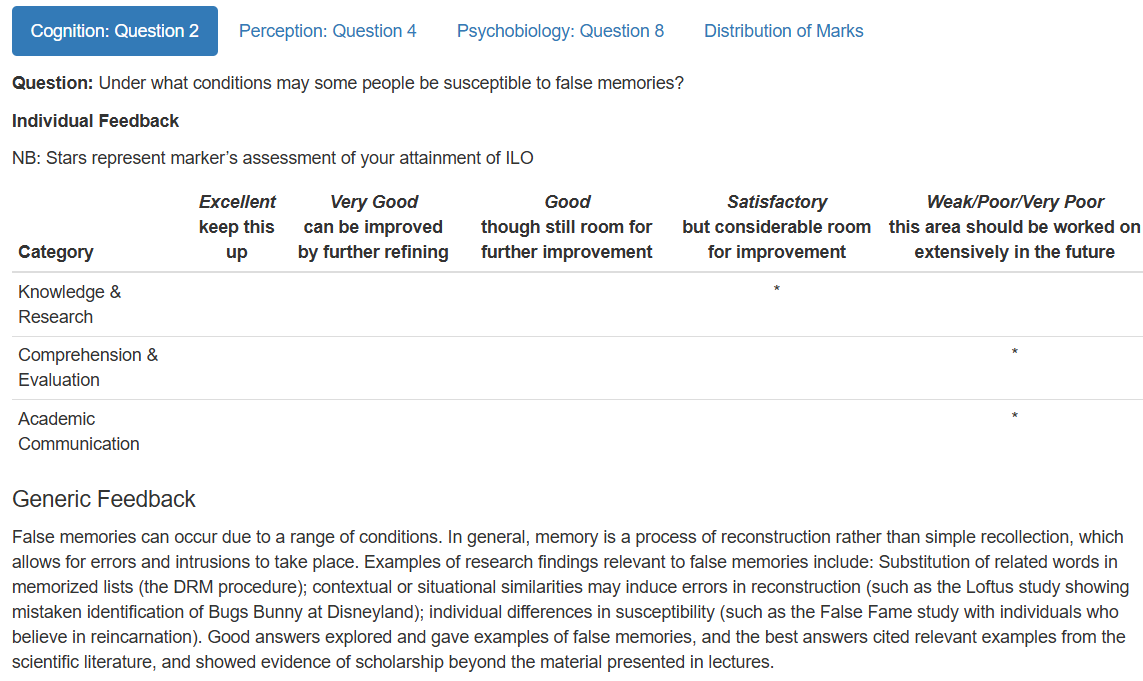 Cognition: Question 2 Perception: Question 4 Psychobiology: Question 8 Distribution of Marks
Question: Under what conditions may some people be susceptible to false memories?
Individual Feedback
NB: Stars represent marker's assessment of your attainment of ILO
Excellent Very Good Good Satisfactory Weak/Poor/Very Poor
keep this can be improved though still room for but considerable room this area should be worked on
Category up by further refining further improvement for improvement extensively in the future
Knowledge & *
Research
Comprehension & *
Evaluation
Academic *
Communication
Generic Feedback
False memories can occur due to a range of conditions. In general, memory is a process of reconstruction rather than simple recollection, which
allows for errors and intrusions to take place. Examples of research findings relevant to false memories include: Substitution of related words in
memorized lists (the DRM procedure); contextual or situational similarities may induce errors in reconstruction (such as the Loftus study showing
mistaken identification of Bugs Bunny at Disneyland); individual differences in susceptibility (such as the False Fame study with individuals who
believe in reincarnation). Good answers explored and gave examples of false memories, and the best answers cited relevant examples from the
scientific literature, and showed evidence of scholarship beyond the material presented in lectures.